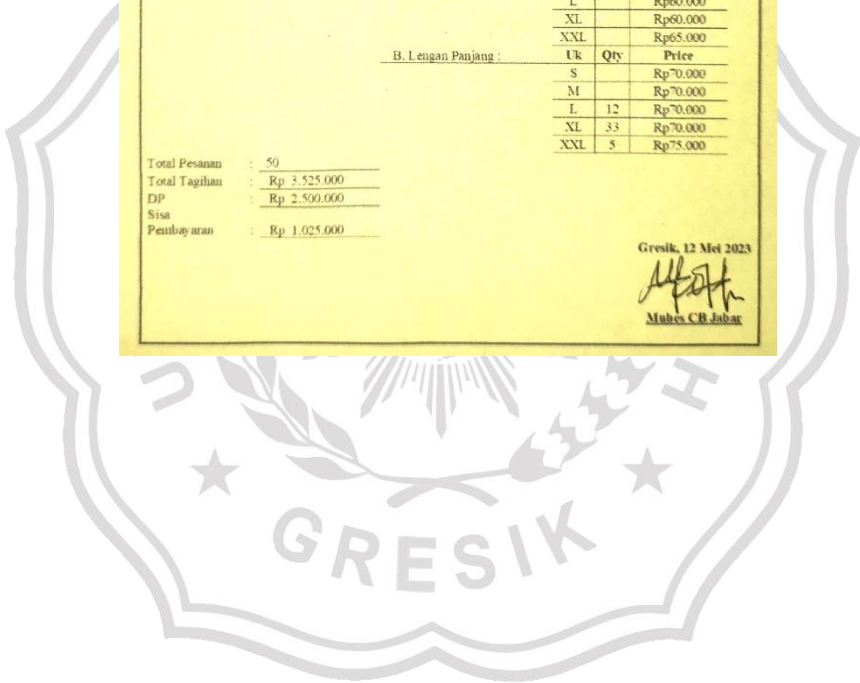 L Rp60.000
XL Rp60.000
XXL Rp65.000
B. Lengan Panjang : Uk Qty Price
S Rp70.000
M Rp70.000
L 12 Rp70.000
XL 33 Rp70.000
XXL 5 Rp75.000
Total Pesanan : 50
Total Tagihan : Rp 3.525.000
DP : Rp 2.500.000
Sisa
Pembayaran : Rp 1.025.000
Gresik, 12 Mei 2023
Mubes CB Jabar
U H
GRESIK